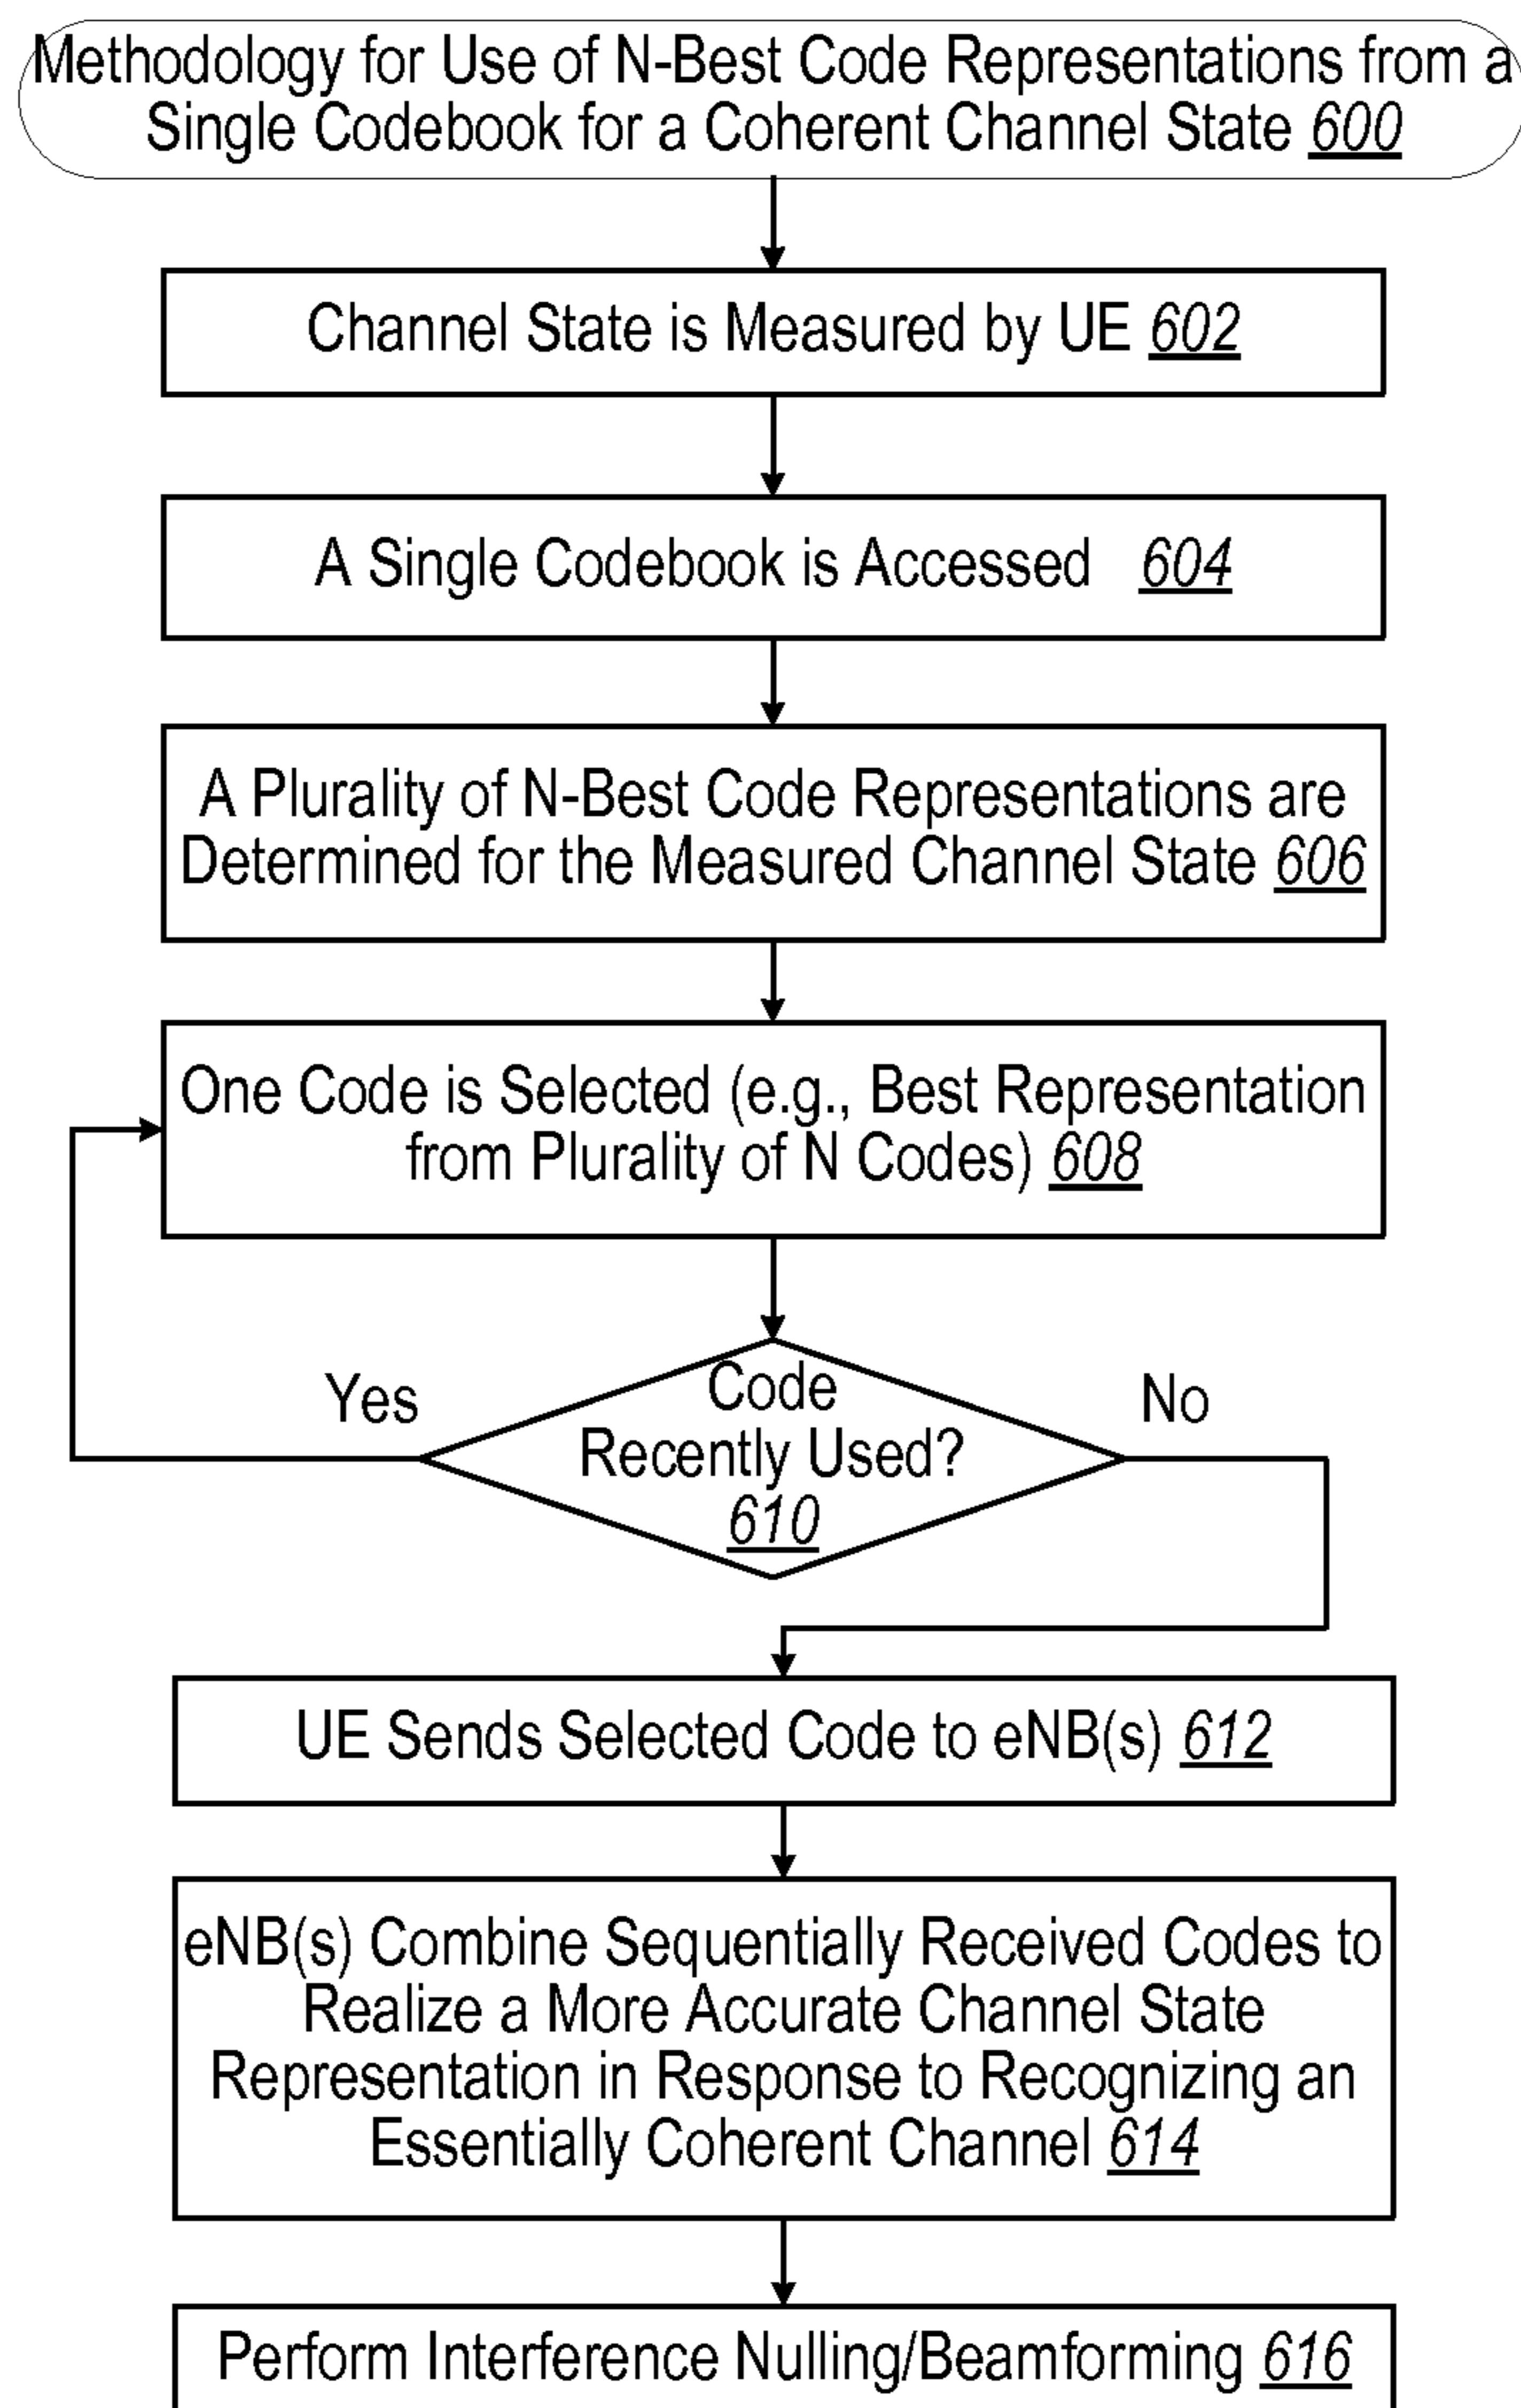 Methodology for Use of N-Best Code Representations from a
Single Codebook for a Coherent Channel State 600
Channel State is Measured by UE 602
A Single Codebook is Accessed 604
A Plurality of N-Best Code Representations are
Determined for the Measured Channel State 606
One Code is Selected (e.g., Best Representation
from Plurality of N Codes) 608
Yes
Code
No
Recently Used?
610
UE Sends Selected Code to eNB(s) 612
eNB(s) Combine Sequentially Received Codes to
Realize a More Accurate Channel State
Representation in Response to Recognizing an
Essentially Coherent Channel 614
Perform Interference Nulling/Beamforming 616